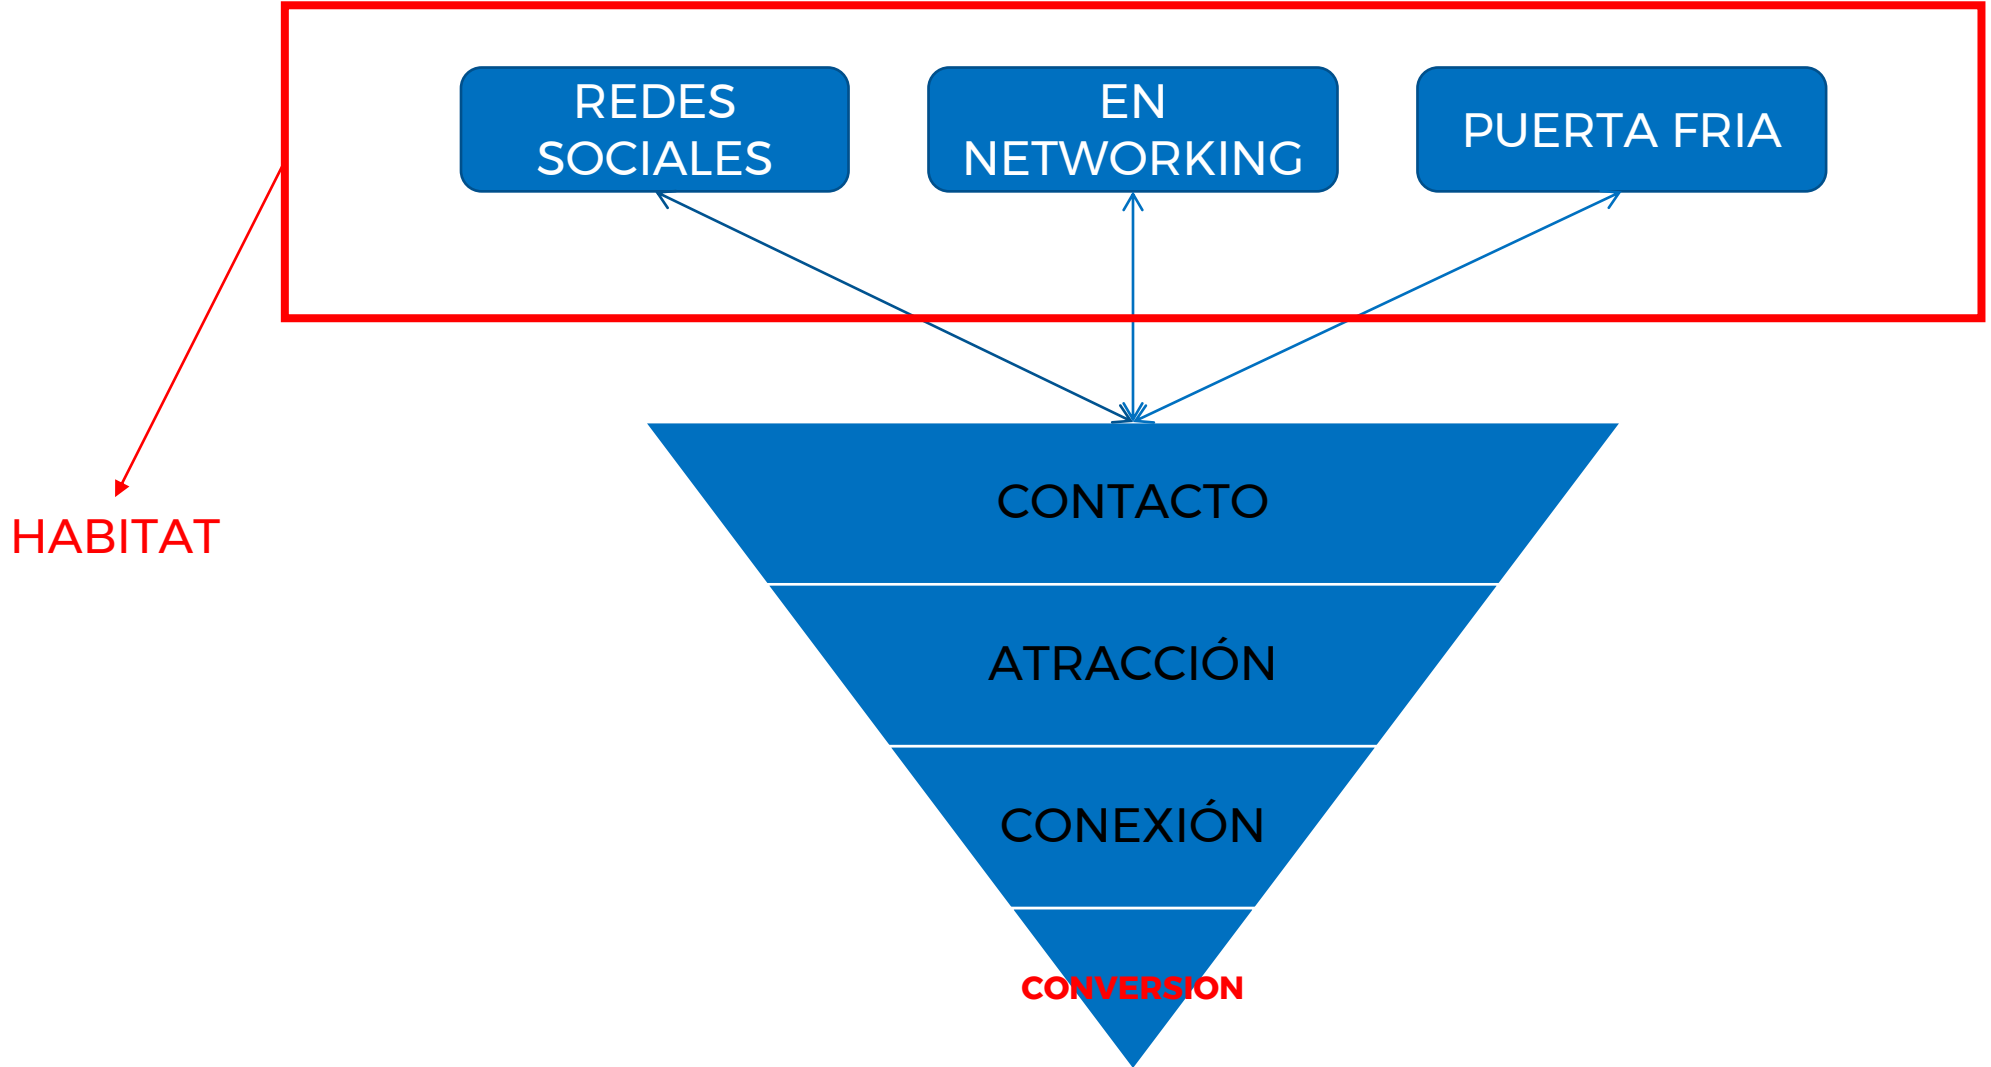 REDES
SOCIALES
EN
NETWORKING
PUERTA FRIA
HABITAT
CONTACTO
ATRACCIÓN
CONEXIÓN
CONVERSION